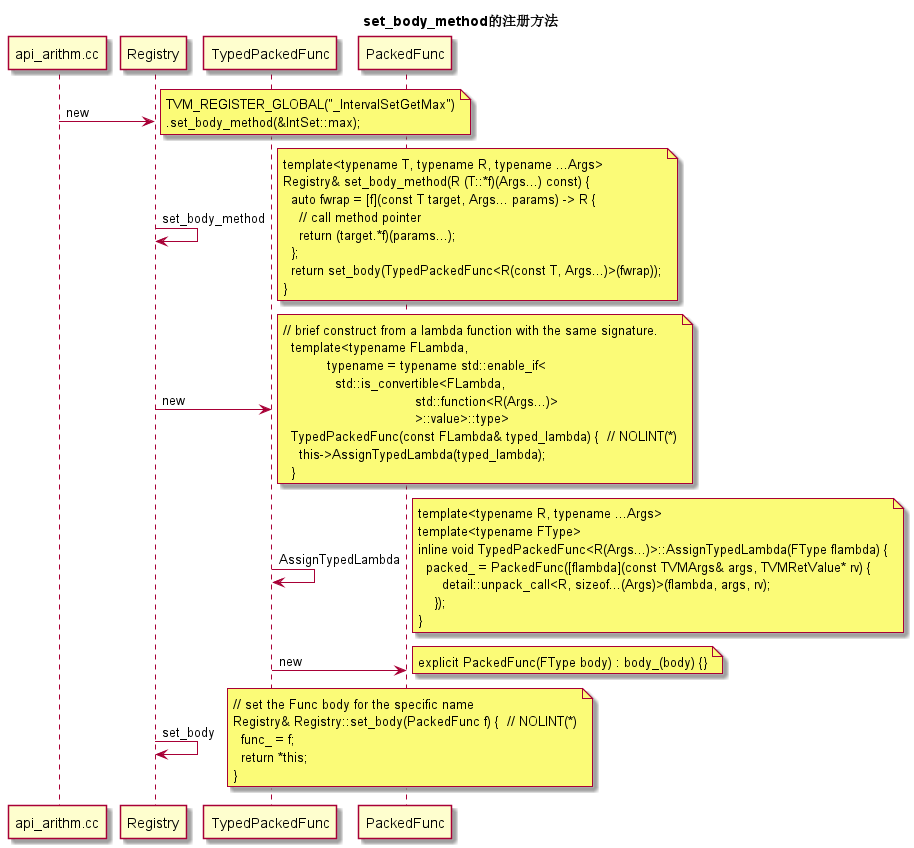 set_body_method的注册方法
api_arithm.cc
Registry
TypedPackedFunc
PackedFunc
new
TVM_REGISTER_GLOBAL("_IntervalSetGetMax")
.set_body_method(&IntSet::max);
set_body_method
template<typename T, typename R, typename ...Args>
Registry& set_body_method(R (T::*f)(Args...) const) {
auto fwrap = [f](const T target, Args... params) -> R {
// call method pointer
return (target.*f)(params...);
};
return set_body(TypedPackedFunc<R(const T, Args...)>(fwrap));
}
new
// brief construct from a lambda function with the same signature.
template<typename FLambda,
typename = typename std::enable_if<
std::is_convertible<FLambda,
std::function<R(Args...)>
>::value>::type>
TypedPackedFunc(const FLambda& typed_lambda) {  // NOLINT(*)
this->AssignTypedLambda(typed_lambda);
}
AssignTypedLambda
template<typename R, typename ...Args>
template<typename FType>
inline void TypedPackedFunc<R(Args...)>::AssignTypedLambda(FType flambda) {
packed_ = PackedFunc([flambda](const TVMArgs& args, TVMRetValue* rv) {
detail::unpack_call<R, sizeof...(Args)>(flambda, args, rv);
});
}
new
explicit PackedFunc(FType body) : body_(body) {}
set_body
// set the Func body for the specific name
Registry& Registry::set_body(PackedFunc f) {  // NOLINT(*)
func_ = f;
return *this;
}
api_arithm.cc
Registry
TypedPackedFunc
PackedFunc